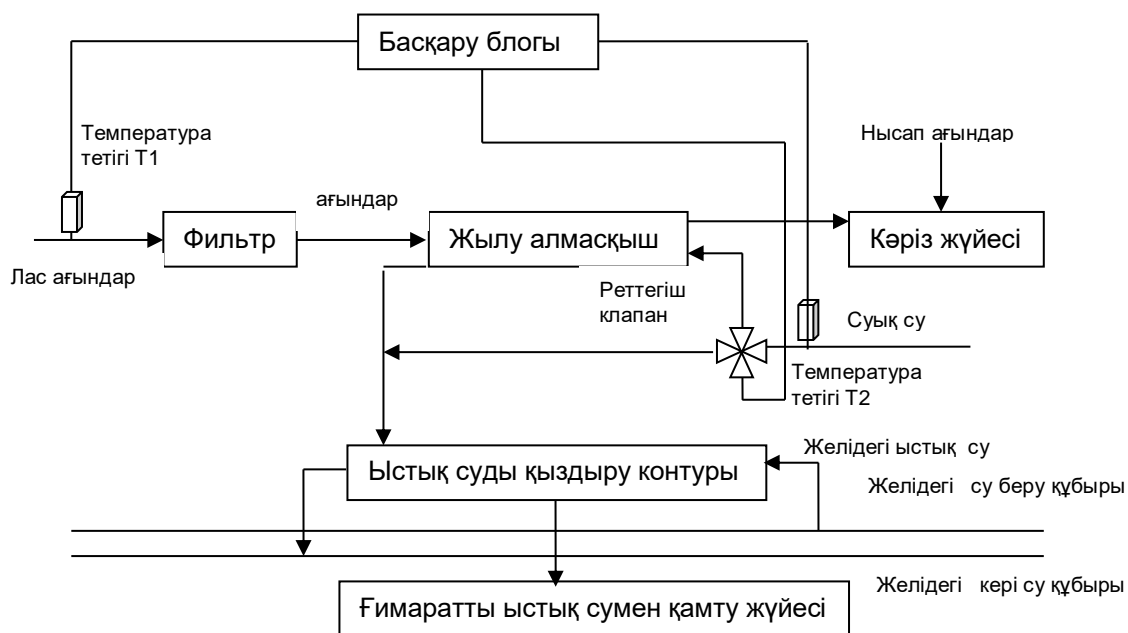 Басқару блогы
Температура
тетігі Т1
Нысап ағындар
ағындар
Фильтр
Жылу алмасқыш
Кәріз жүйесі
Лас ағындар
Реттегіш
клапан
Суық су
Температура
тетігі Т2
Желідегі ыстық су
Ыстық суды қыздыру контуры
Желідегі су беру құбыры
Желідегі кері су құбыры
Ғимаратты ыстық сумен қамту жүйесі